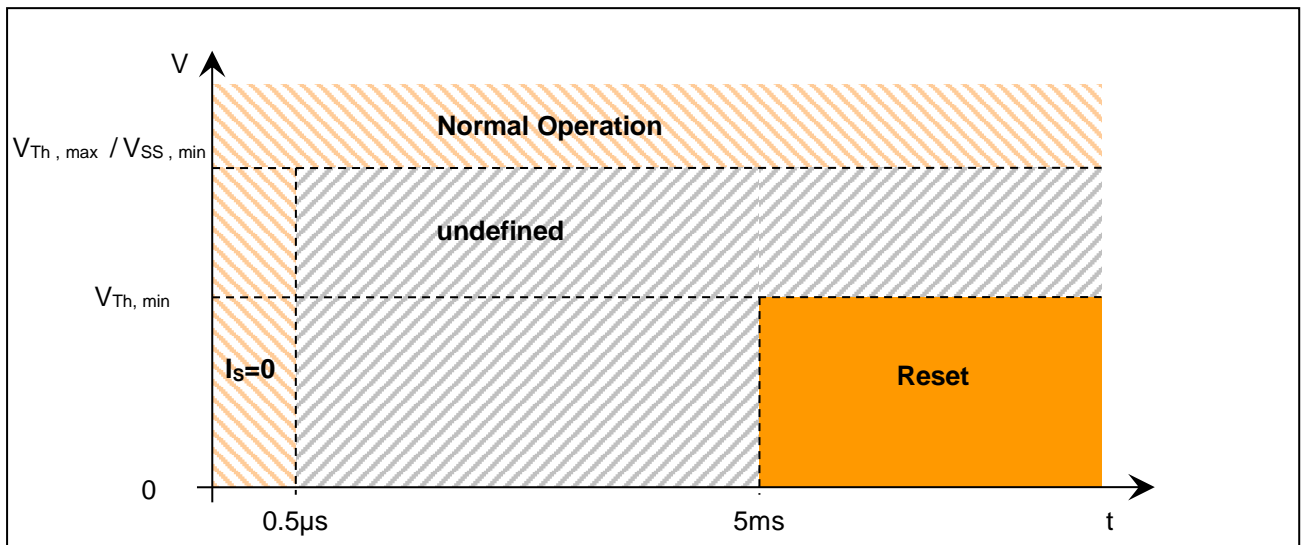 V
Normal Operation
VTh , max / VSS , min
undefined
VTh, min
IS=0
Reset
0
0.5µs
5ms
t